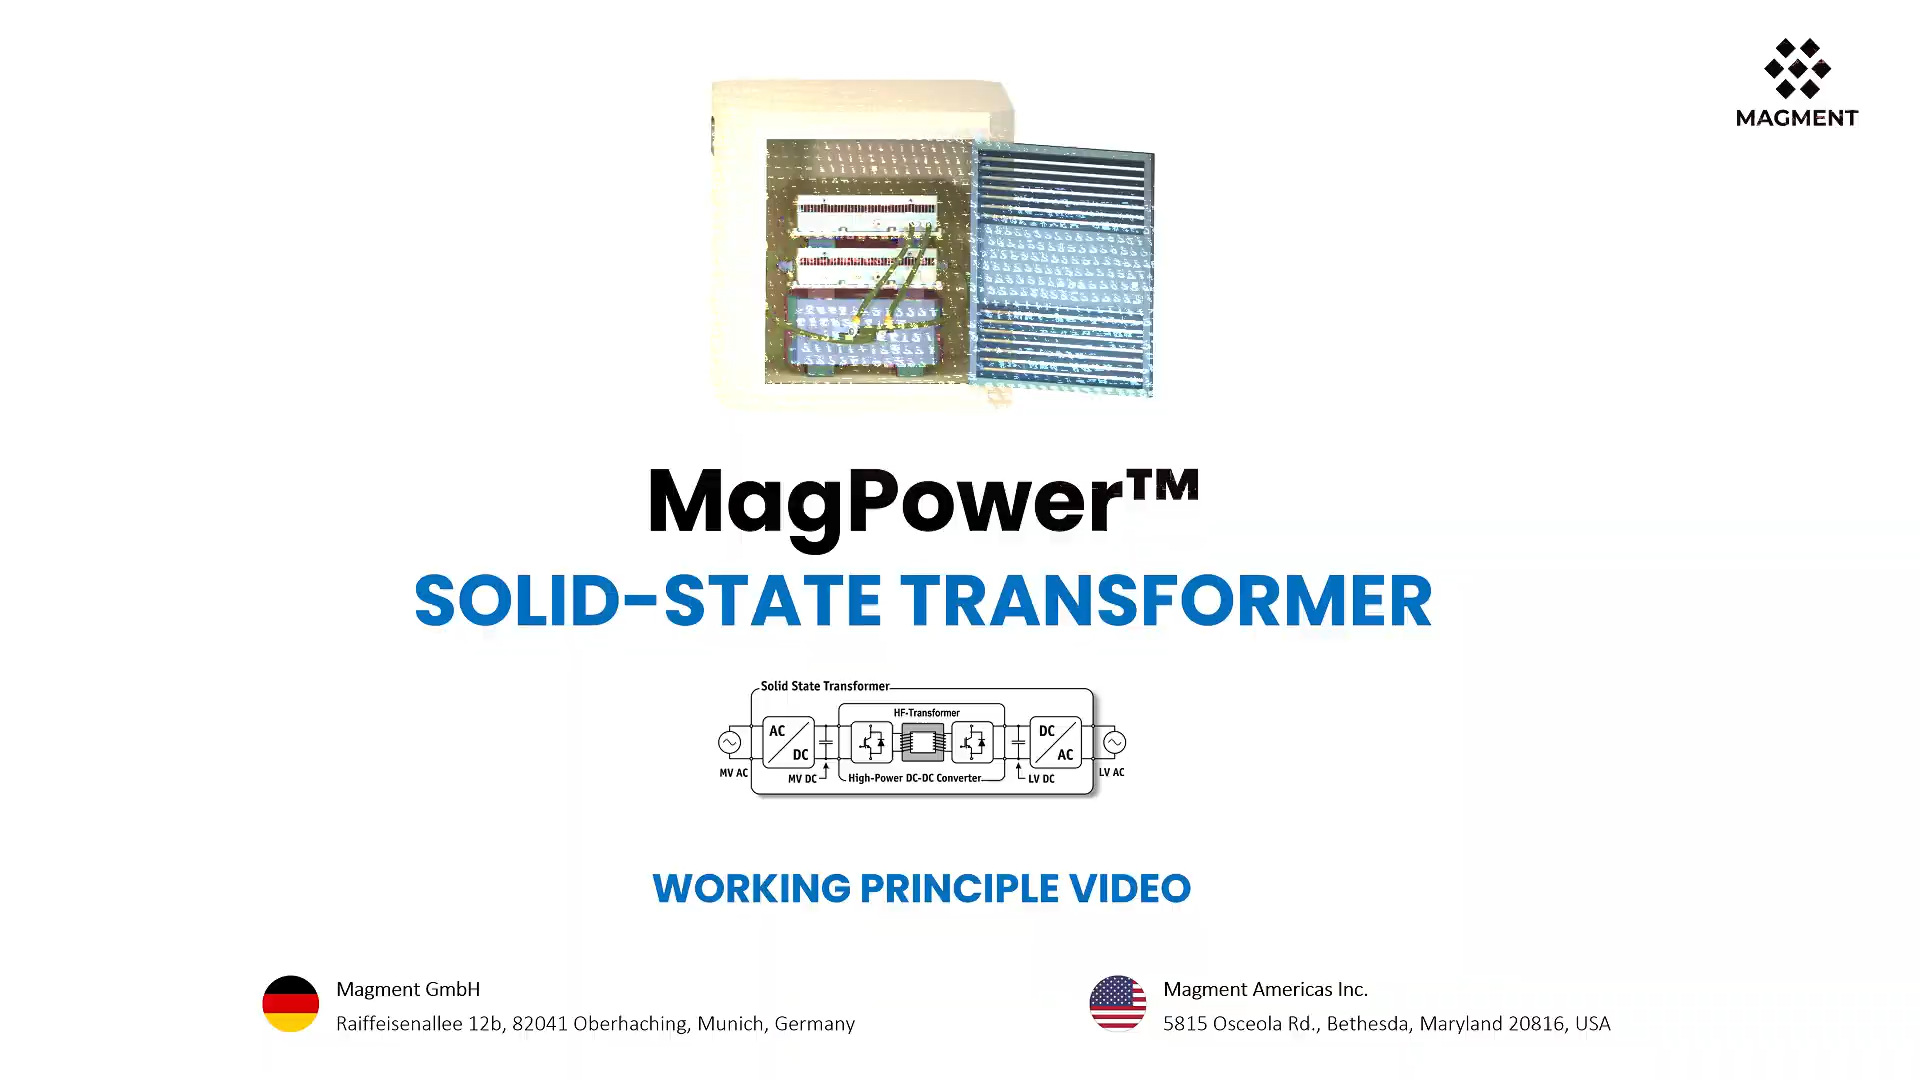 MAGMENT
MagPower™
SOLID-STATE TRANSFORMER
Solid State Transformer
HF-Transformer
AC
DC
DC
AC
MV AC
MV DC
High-Power DC-DC Converter
LV DC
LV AC
WORKING PRINCIPLE VIDEO
Magment GmbH
Raiffeisenallee 12b, 82041 Oberhaching, Munich, Germany
Magment Americas Inc.
5815 Osceola Rd., Bethesda, Maryland 20816, USA